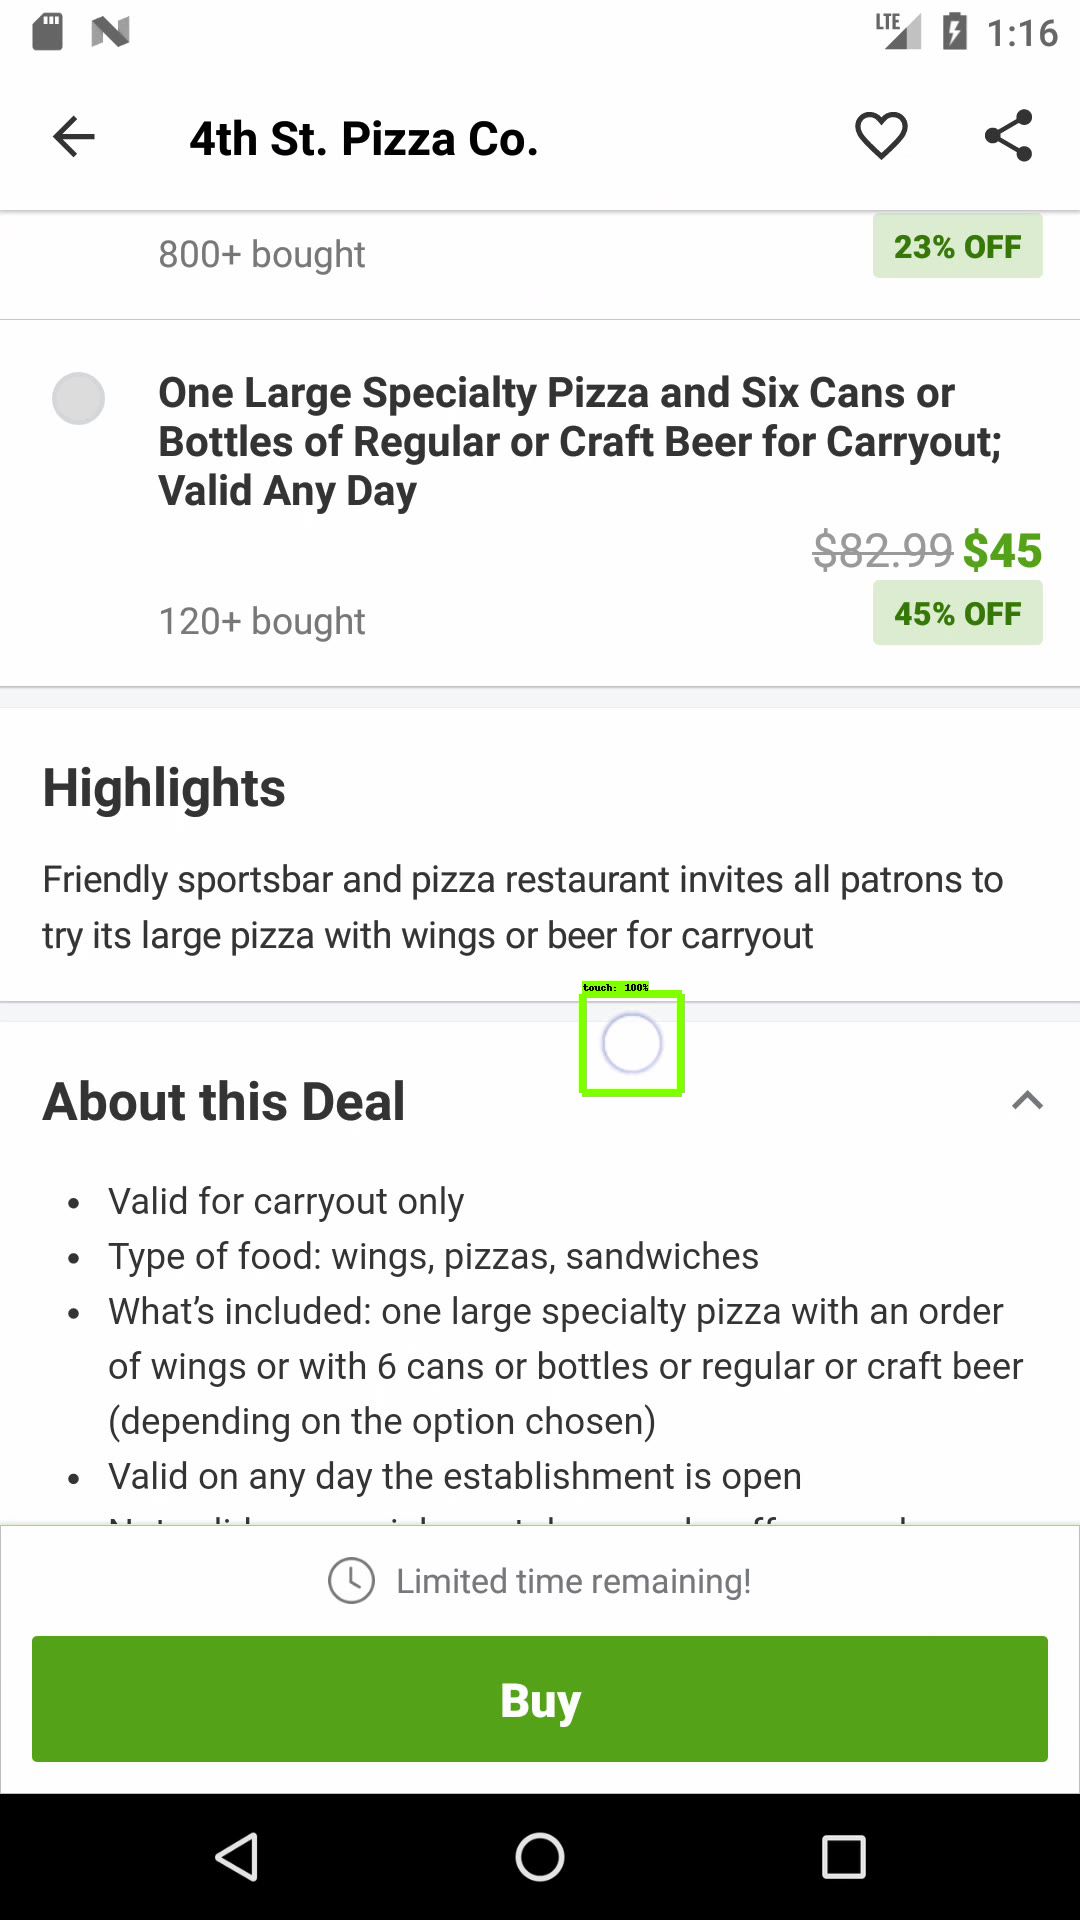 LTE 1:16
4th St. Pizza Co.
800+ bought
23% OFF
One Large Specialty Pizza and Six Cans or
Bottles of Regular or Craft Beer for Carryout;
Valid Any Day
$82.99 $45
120+ bought
45% OFF
Highlights
Friendly sportsbar and pizza restaurant invites all patrons to
try its large pizza with wings or beer for carryout
touch: 100%
About this Deal
• Valid for carryout only
• Type of food: wings, pizzas, sandwiches
• What’s included: one large specialty pizza with an order
of wings or with 6 cans or bottles or regular or craft beer
(depending on the option chosen)
• Valid on any day the establishment is open
Limited time remaining!
Buy